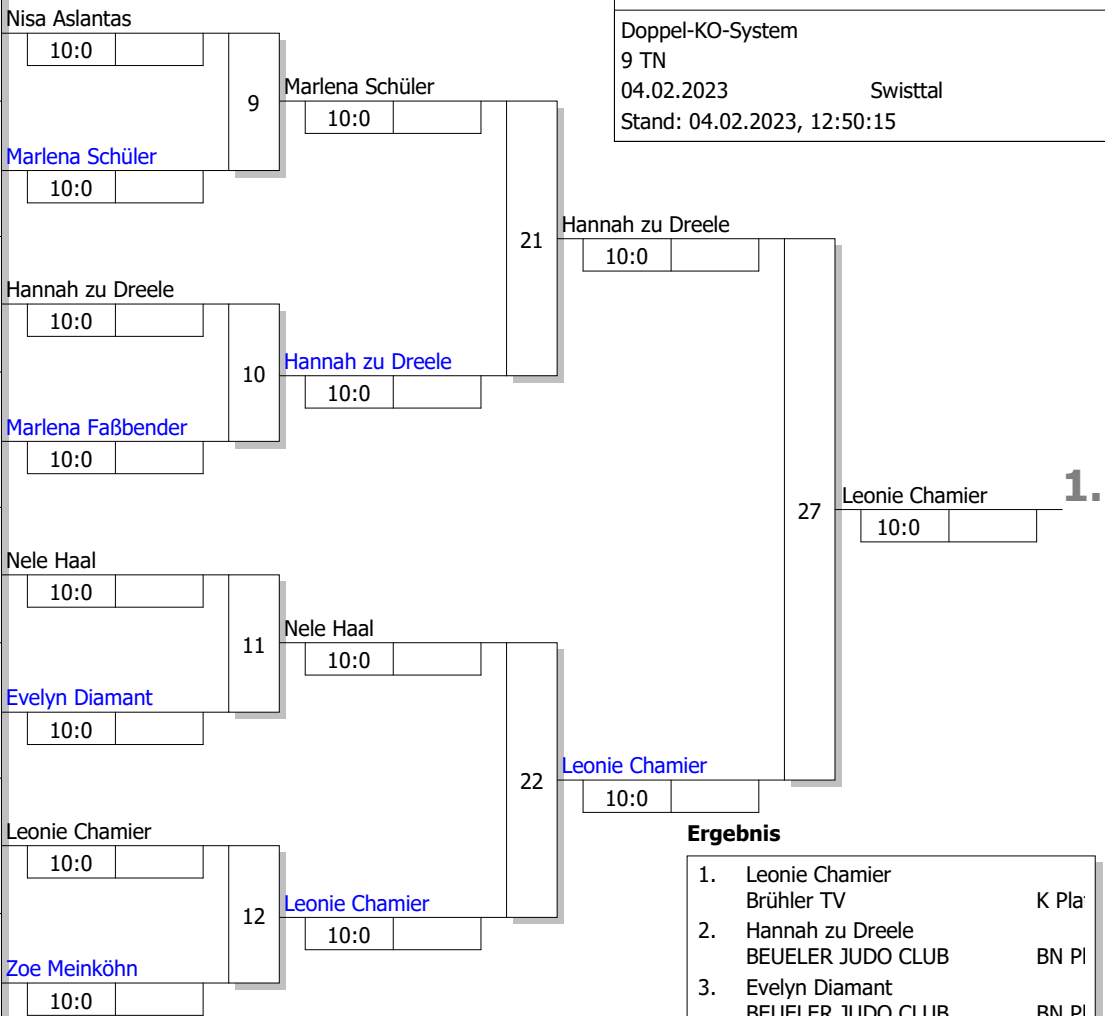 Doppel-KO-System
9 TN
04.02.2023 Swisttal
Stand: 04.02.2023, 12:50:15
Nisa Aslantas
10:0
9
Marlena Schüler
10:0
Marlena Schüler
10:0
21
Hannah zu Dreele
10:0
Hannah zu Dreele
10:0
10
Hannah zu Dreele
10:0
Marlena Faßbender
10:0
27
Leonie Chamier
1.
10:0
Nele Haal
10:0
11
Nele Haal
10:0
Evelyn Diamant
10:0
22
Leonie Chamier
10:0
Leonie Chamier
10:0
12
Leonie Chamier
10:0
Zoe Meinköhn
10:0
Ergebnis
1. Leonie Chamier
Brühler TV K
2. Hannah zu Dreele
BEUELER JUDO CLUB BN
3. Evelyn Diamant
BEUELER JUDO CLUB BN